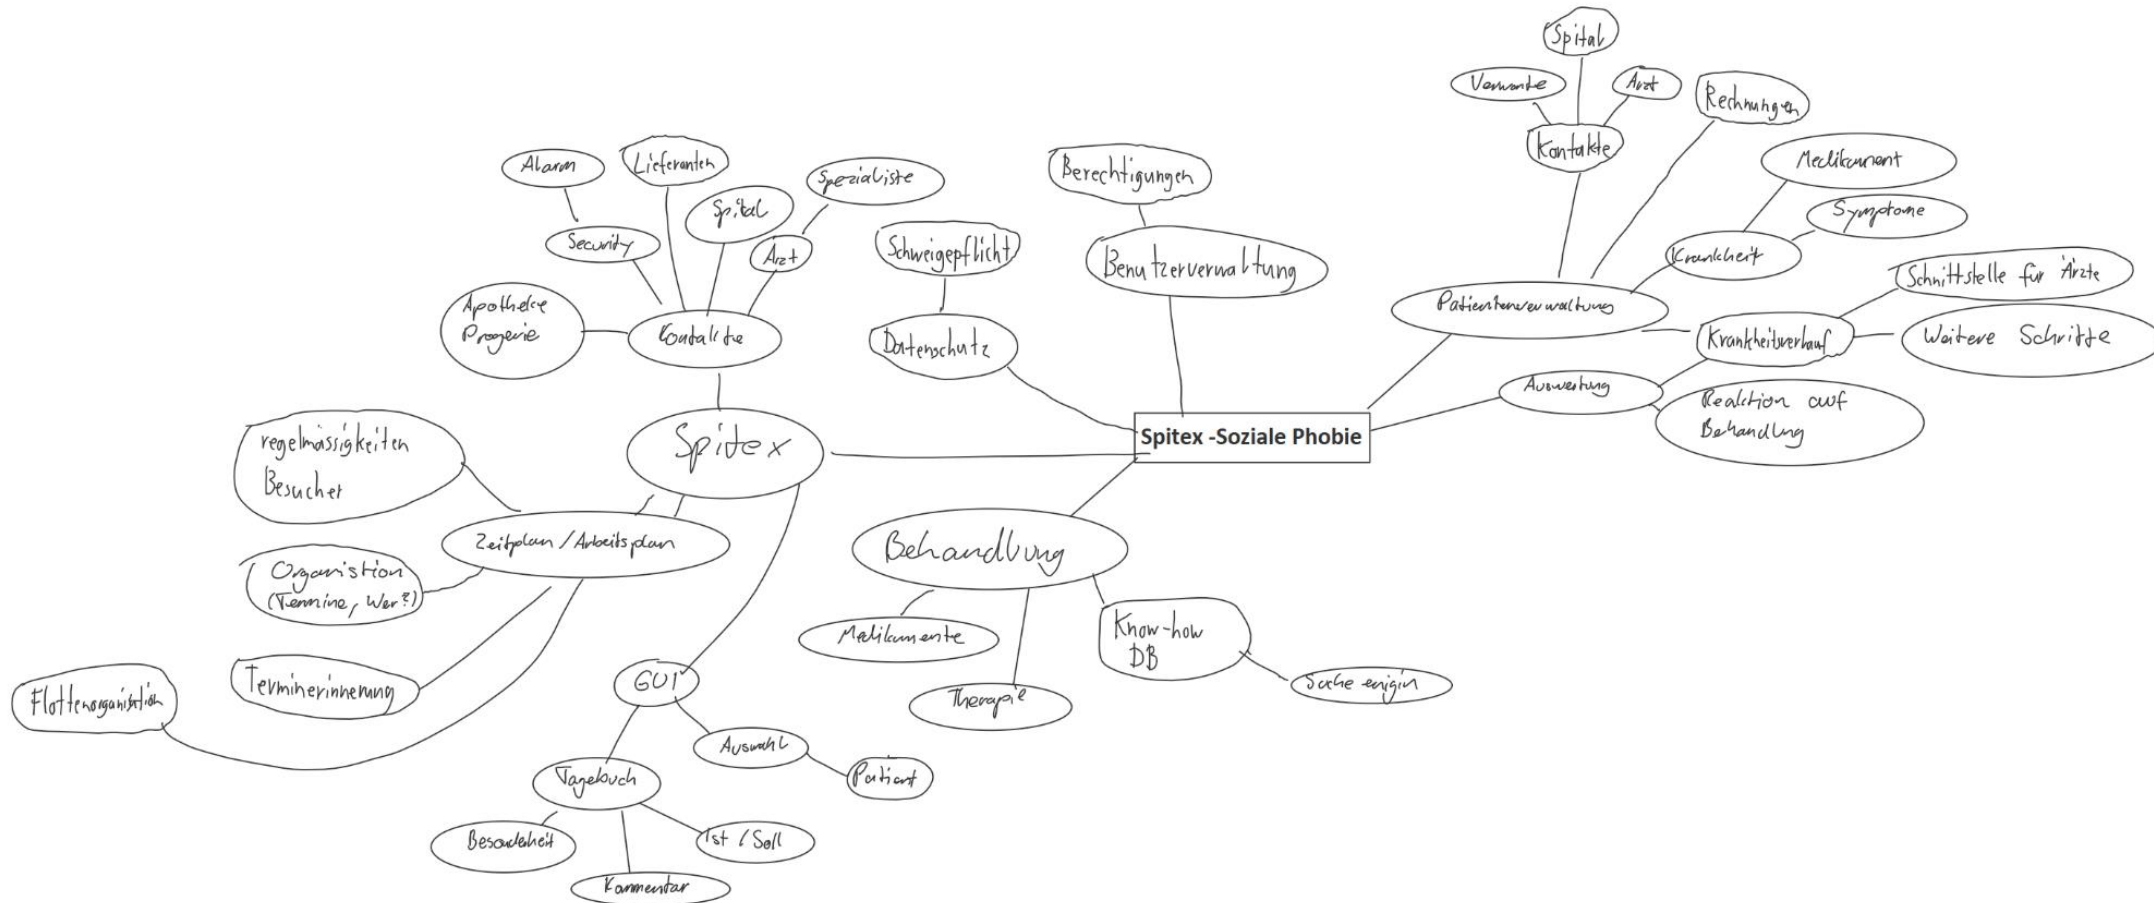 Spital
Verwante
Arzt
Rechnungen
Kontakte
Medikament
Symptome
Krankheit
Schnittstelle für Ärzte
Patientenverwaltung
Krankheitsverlauf
Weitere Schritte
Auswertung
Reaktion auf
Behandlung
Alarm
Lieferanten
Spezialiste
Spital
Security
Arzt
Apotheke
Drogerie
Kontakte
Berechtigungen
Schweigepflicht
Benutzerverwaltung
Datenschutz
Spitex -Soziale Phobie
Spitex
regelmässigkeiten
Besucher
Zeitplan / Arbeitsplan
Organistion
(Termine, Wer?)
Terminerinnerung
Flottenorganistion
Behandlung
Medikamente
Therapie
Know-how
DB
Suche
GUI
Auswahl
Patient
Tagebuch
Besonderheit
Ist / Soll
Kommentar